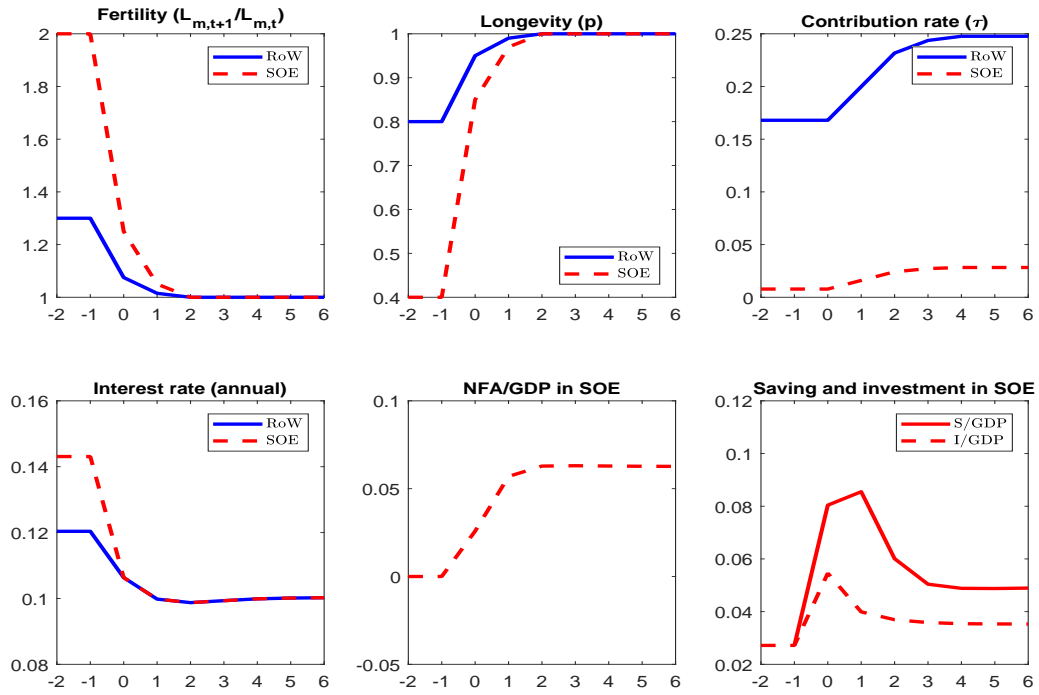 Fertility (L_{m,t+1}/L_{m,t})
2
1.8
1.6
1.4
1.2
1
-2 -1 0 1 2 3 4 5 6
RoW
SOE
Longevity (p)
1
0.9
0.8
0.7
0.6
0.5
0.4
-2 -1 0 1 2 3 4 5 6
RoW
SOE
Contribution rate (τ)
0.25
0.2
0.15
0.1
0.05
0
-2 -1 0 1 2 3 4 5 6
RoW
SOE
Interest rate (annual)
0.16
0.14
0.12
0.1
0.08
-2 -1 0 1 2 3 4 5 6
RoW
SOE
NFA/GDP in SOE
0.1
0.05
0
-0.05
-2 -1 0 1 2 3 4 5 6
Saving and investment in SOE
0.12
0.1
0.08
0.06
0.04
0.02
-2 -1 0 1 2 3 4 5 6
S/GDP
I/GDP